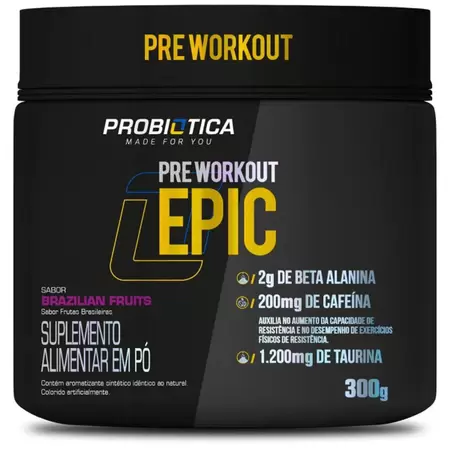 PRE WORKOUT
PROBIOTICA
MADE FOR YOU
PRE WORKOUT
EPIC
SABOR
BRAZILIAN FRUITS
Sabor Frutas Brasileiras
SUPLEMENTO
ALIMENTAR EM PÓ
Contém aromatizante sintético idêntico ao natural
Colorido artificialmente.
2g DE BETA ALANINA
200mg DE CAFEÍNA
AUXILIA NO AUMENTO DA CAPACIDADE DE
RESISTÊNCIA E NO DESEMPENHO DE EXERCÍCIOS
FÍSICOS DE RESISTÊNCIA.
1.200mg DE TAURINA
300g